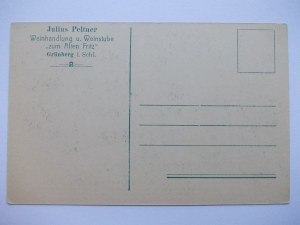 Julius Peltner
Weinhandlung u. Weinstube
„zum Alten Fritz“
Grünberg i. Schl.